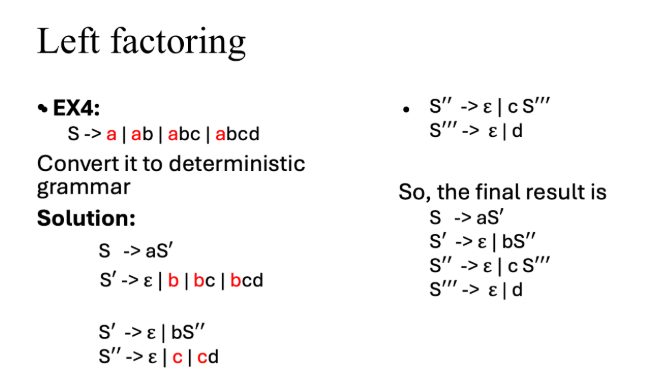 Left factoring
• EX4:
S -> a | ab | abc | abcd
Convert it to deterministic
grammar
Solution:
S -> aS′
S′ -> ε | b | bc | bcd
S′ -> ε | bS′′
S′′ -> ε | c | cd
• S′′ -> ε | c S′′′
S′′′ -> ε | d
So, the final result is
S -> aS′
S′ -> ε | bS′′
S′′ -> ε | c S′′′
S′′′ -> ε | d